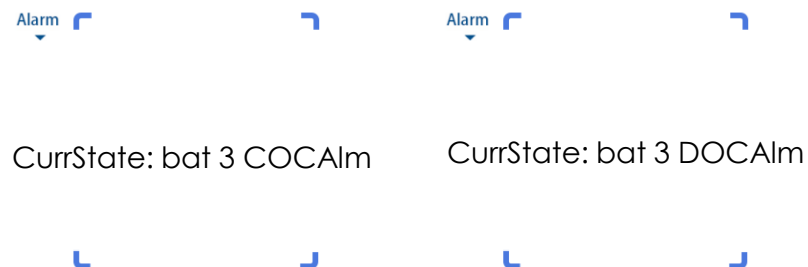 Alarm
Alarm
CurrState: bat 3 COCAlm
CurrState: bat 3 DOCAlm